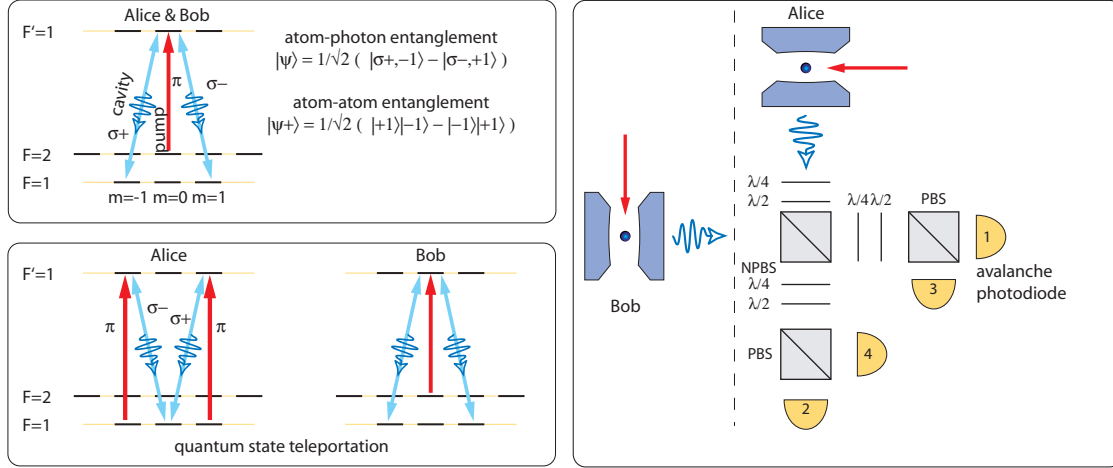 Alice & Bob
F'=1
atom-photon entanglement
|ψ⟩ = 1/√2 ( |σ+,-1⟩ – |σ-,+1⟩ )
cavity
π
σ−
atom-atom entanglement
|ψ+⟩ = 1/√2 ( |+1⟩|-1⟩ – |-1⟩|+1⟩ )
σ+
pump
F=2
F=1
m=-1 m=0 m=1
Alice
Bob
F'=1
σ−
σ+
π
π
F=2
F=1
quantum state teleportation
Alice
λ/4
λ/2
λ/4 λ/2
PBS
1
NPBS
avalanche
photodiode
3
λ/4
λ/2
Bob
PBS
4
2